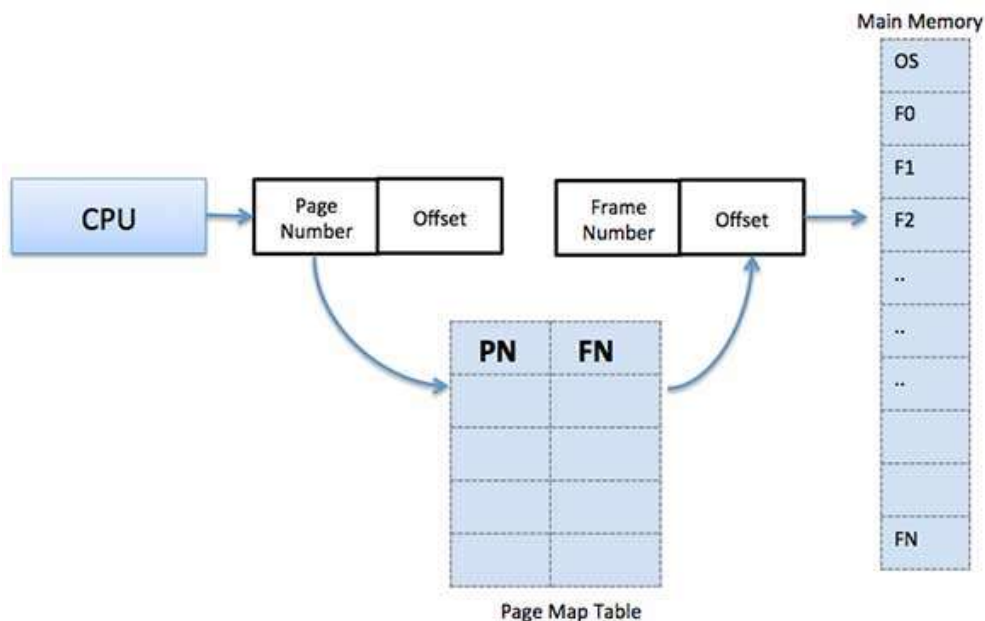 Main Memory
OS
F0
F1
F2
..
..
..
FN
CPU
Page
Number
Offset
Frame
Number
Offset
PN
FN
Page Map Table